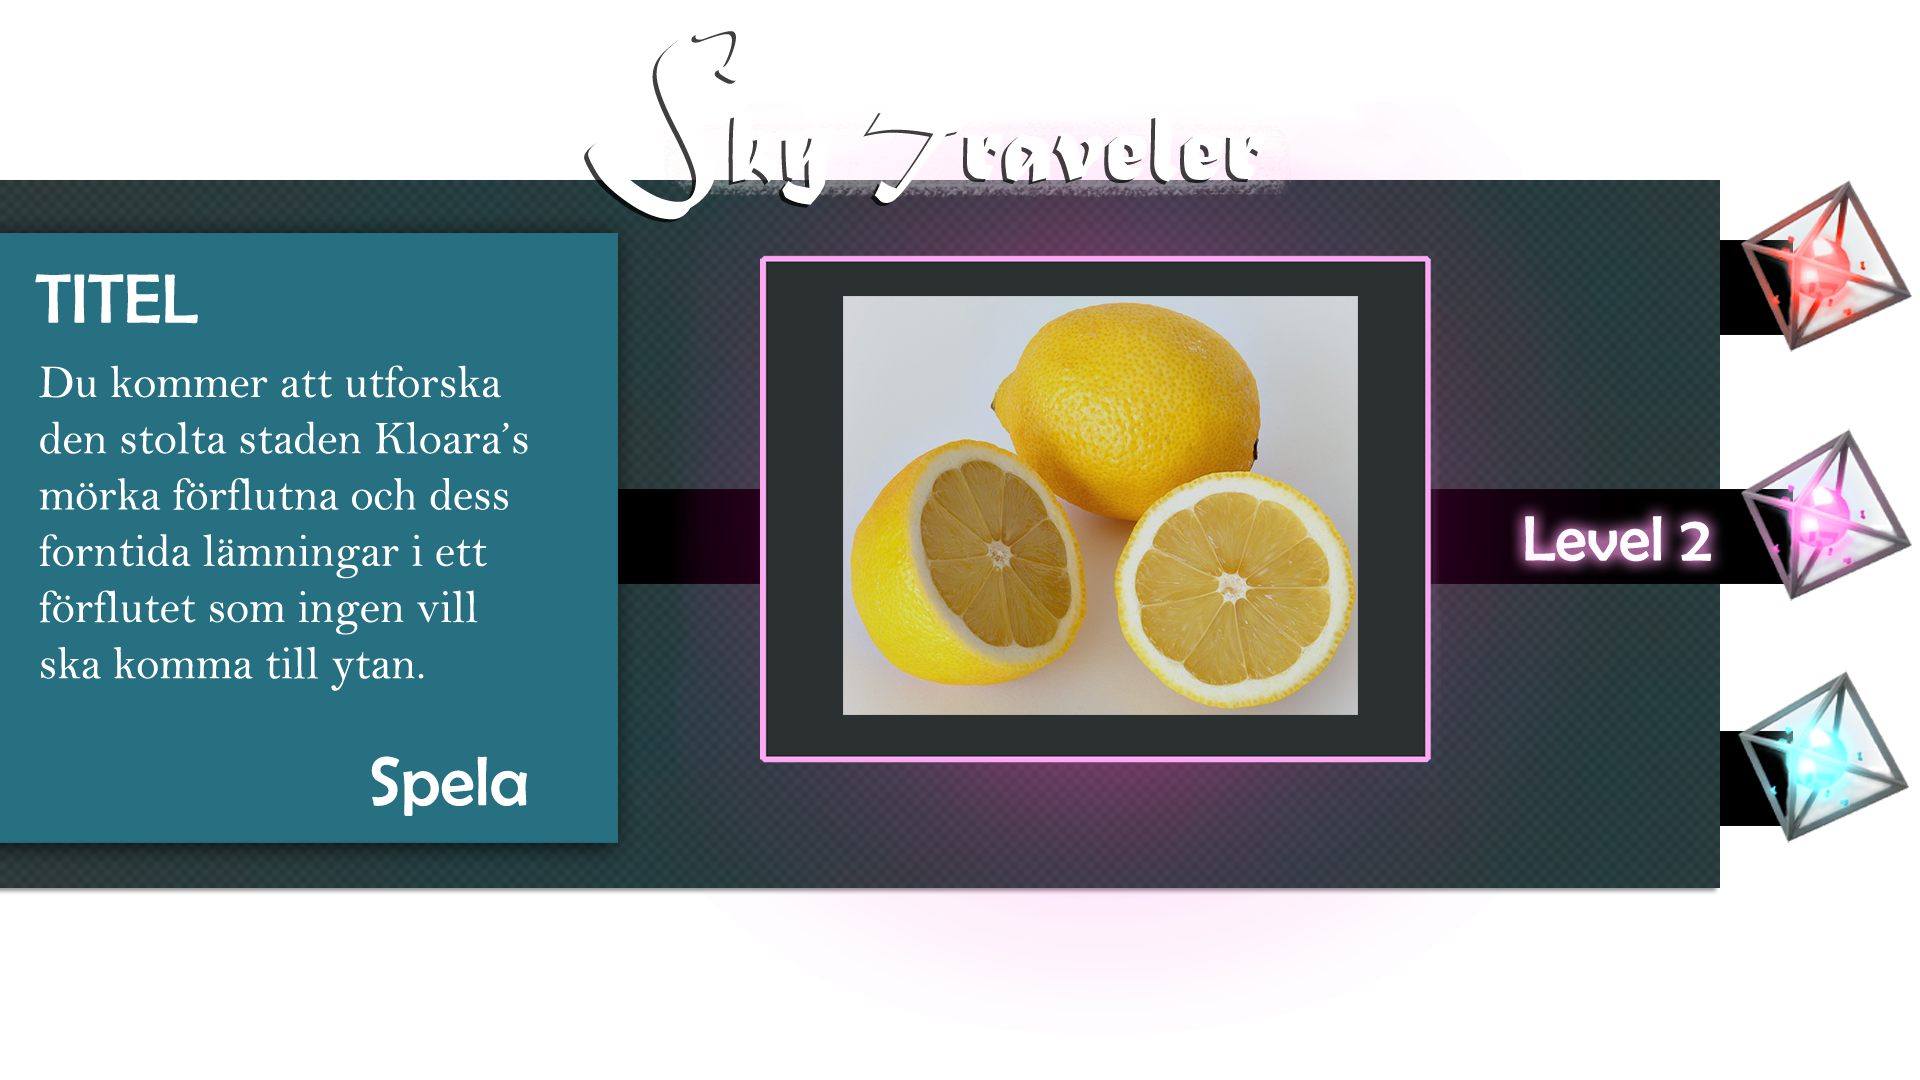 Sky Traveler
TITEL
Du kommer att utforska
den stolta staden Kloara’s
mörka förflutna och dess
forntida lämningar i ett
förflutet som ingen vill
ska komma till ytan.
Spela
Level 2